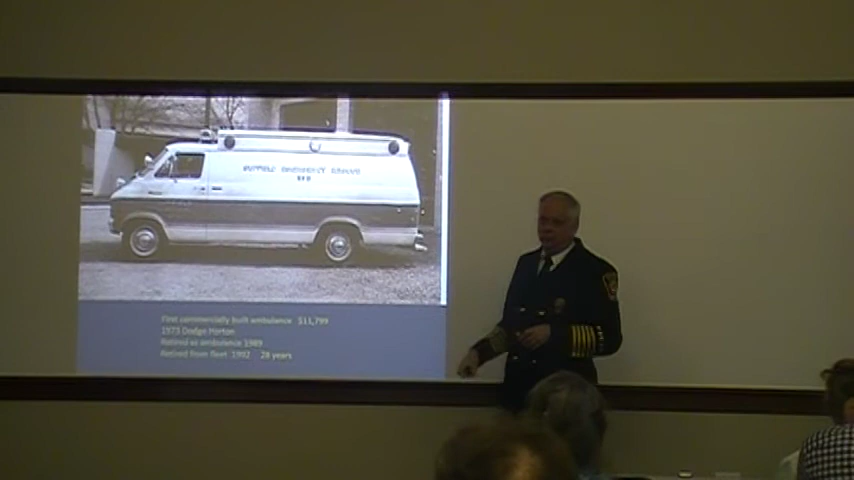 First commercially built ambulance $11,799
1973 Dodge Horton
Retired as ambulance 1989
Retired from fleet 1992 28 years